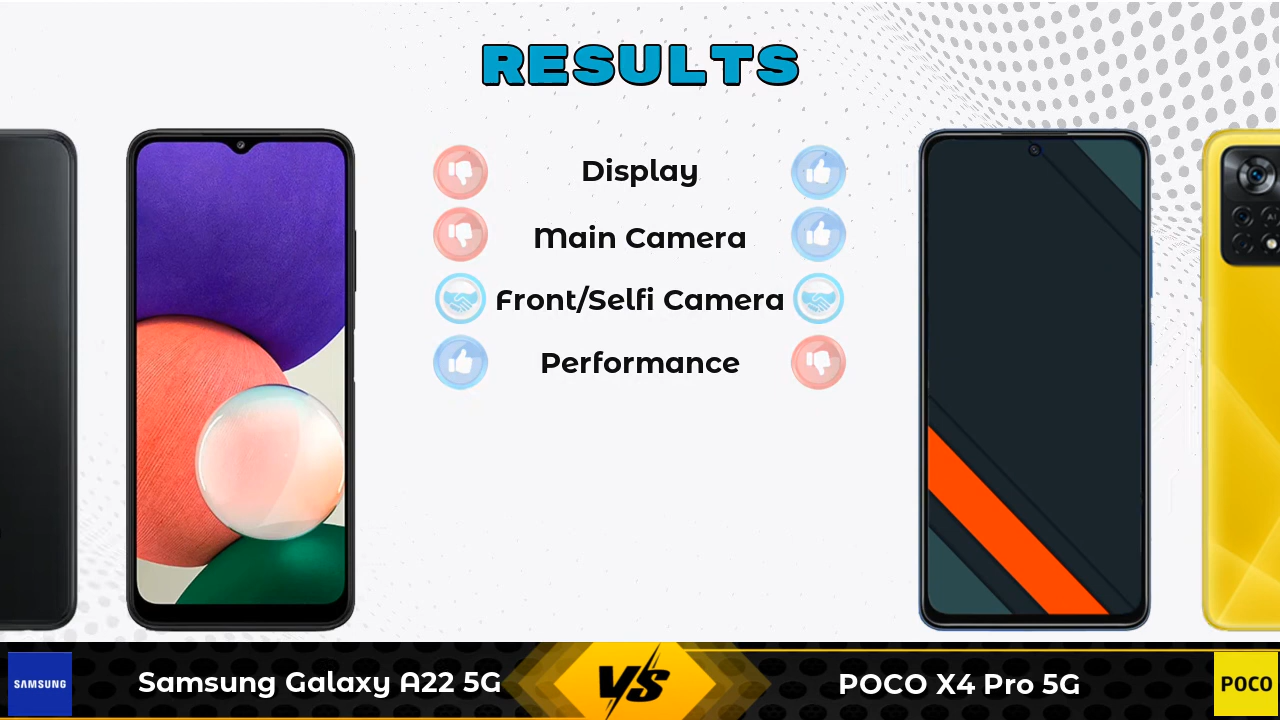 RESULTS
Display
Main Camera
Front/Selfi Camera
Performance
SAMSUNG
Samsung Galaxy A22 5G
VS
POCO X4 Pro 5G
POCO